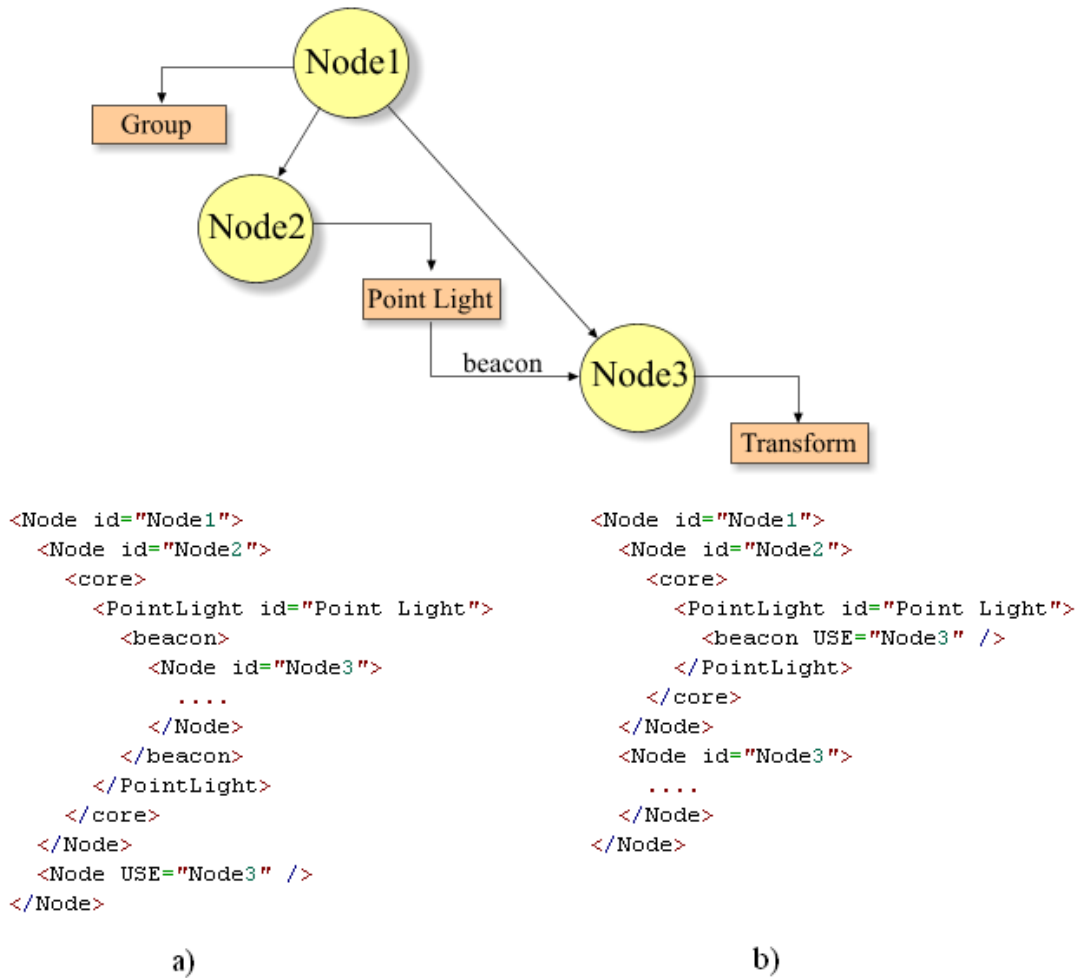 Node1
Group
Node2
Point Light
beacon
Node3
Transform
<Node id="Node1">
  <Node id="Node2">
    <core>
      <PointLight id="Point Light">
        <beacon>
          <Node id="Node3">
            ....
          </Node>
        </beacon>
      </PointLight>
    </core>
  </Node>
  <Node USE="Node3" />
</Node>
a)
<Node id="Node1">
  <Node id="Node2">
    <core>
      <PointLight id="Point Light">
        <beacon USE="Node3" />
      </PointLight>
    </core>
  </Node>
  <Node id="Node3">
    ....
  </Node>
</Node>
b)